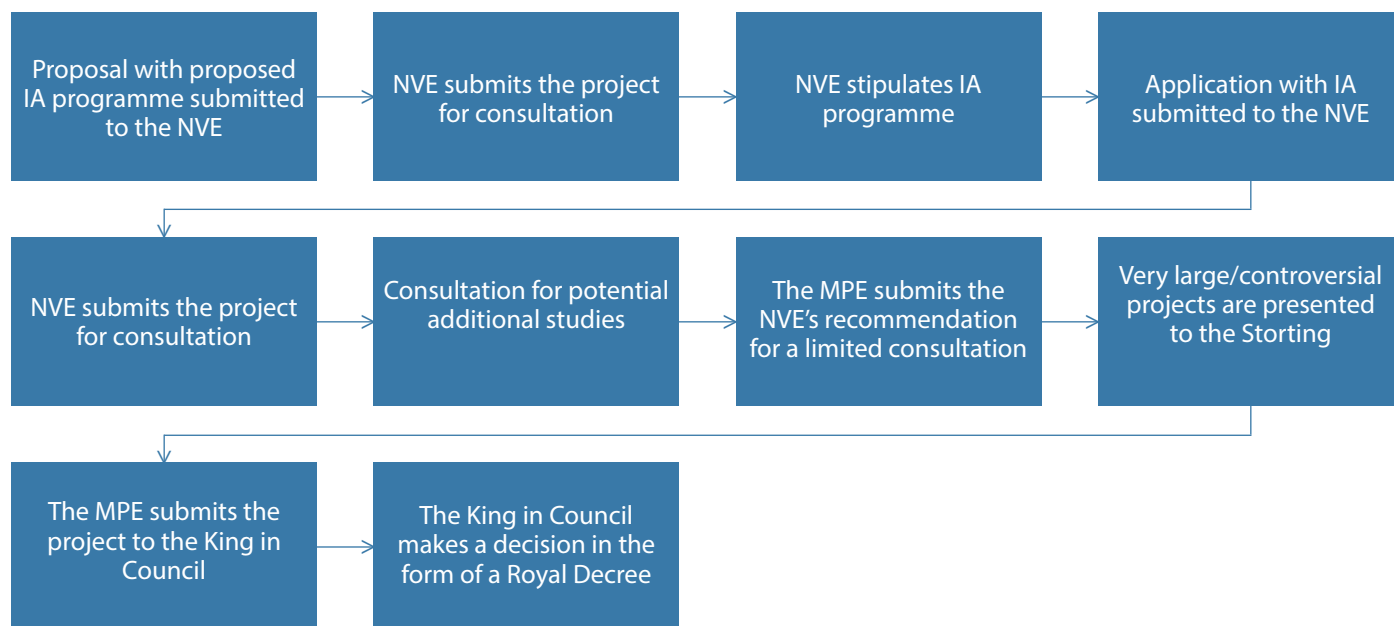 Proposal with proposed
IA programme submitted
to the NVE
NVE submits the project
for consultation
NVE stipulates IA
programme
Application with IA
submitted to the NVE
NVE submits the project
for consultation
Consultation for potential
additional studies
The MPE submits the
NVE’s recommendation
for a limited consultation
Very large/controversial
projects are presented
to the Storting
The MPE submits the
project to the King in
Council
The King in Council
makes a decision in the
form of a Royal Decree